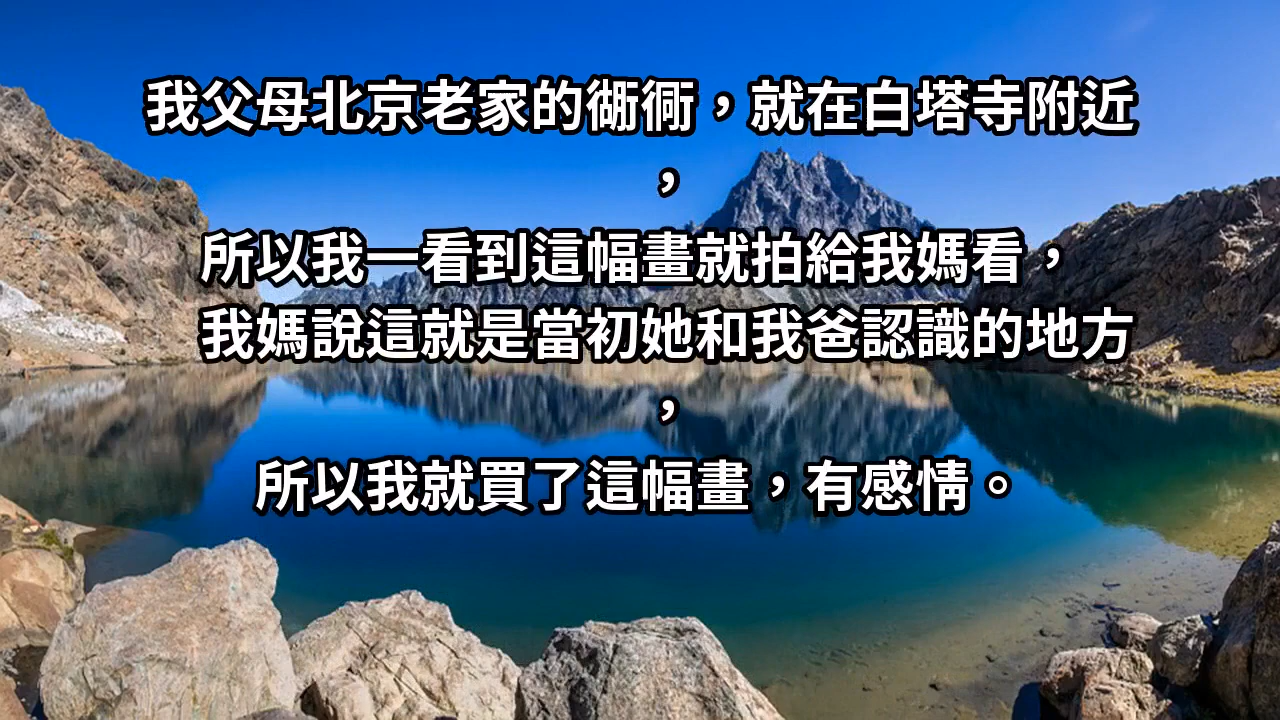 我父母北京老家的衚衕，就在白塔寺附近
，
所以我一看到這幅畫就拍給我媽看，
我媽說這就是當初她和我爸認識的地方
，
所以我就買了這幅畫，有感情。